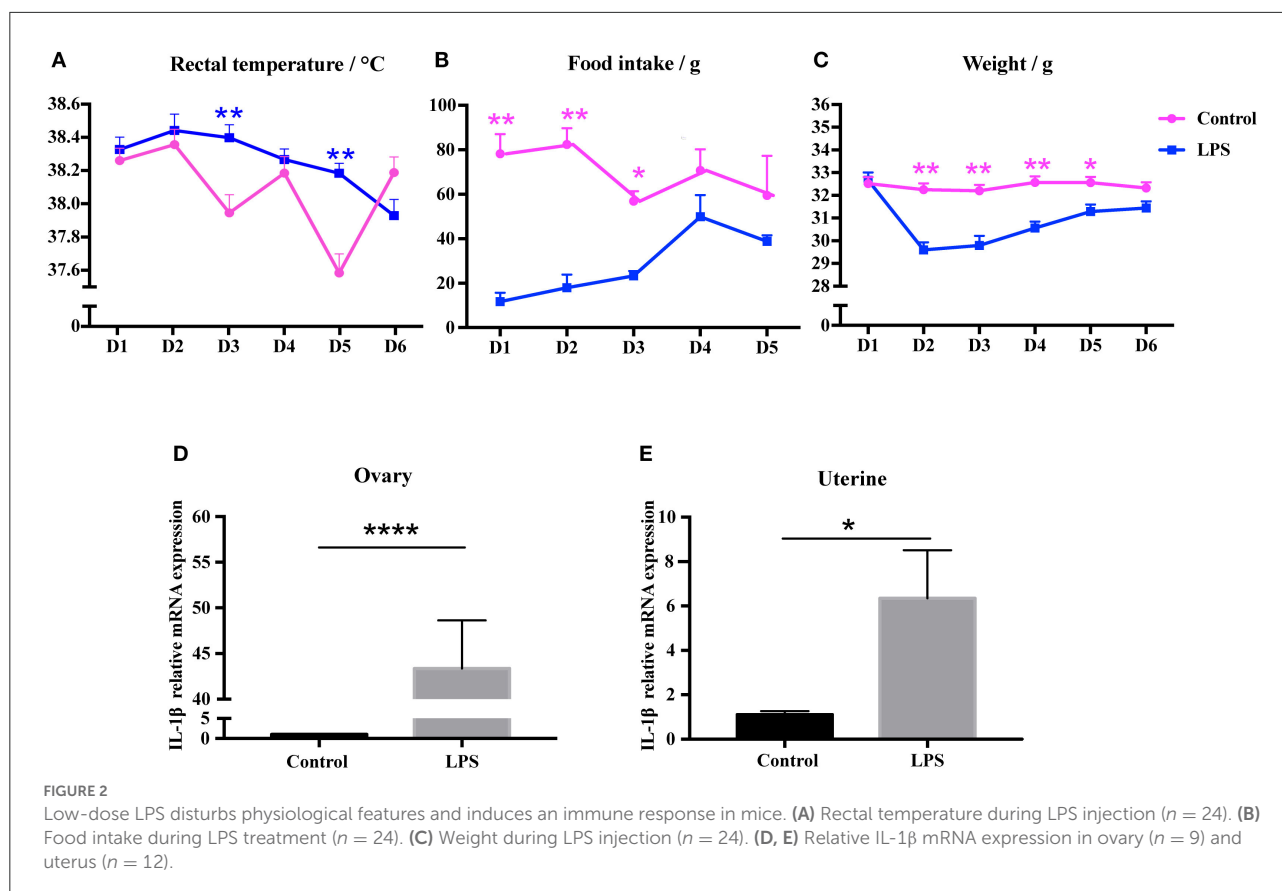 A
Rectal temperature / °C
38.6
38.4
38.2
38.0
37.8
37.6
0
**
**
D1 D2 D3 D4 D5 D6
B
Food intake / g
100
80
60
40
20
0
**
**
*
D1 D2 D3 D4 D5
C
Weight / g
36
35
34
33
32
31
30
29
28
0
** ** ** *
D1 D2 D3 D4 D5 D6
Control
LPS
D
Ovary
IL-1β relative mRNA expression
60
55
50
45
40
5
0
****
Control LPS
E
Uterine
IL-1β relative mRNA expression
10
8
6
4
2
0
*
Control LPS
FIGURE 2
Low-dose LPS disturbs physiological features and induces an immune response in mice. (A) Rectal temperature during LPS injection (n = 24). (B)
Food intake during LPS treatment (n = 24). (C) Weight during LPS injection (n = 24). (D, E) Relative IL-1β mRNA expression in ovary (n = 9) and
uterus (n = 12).